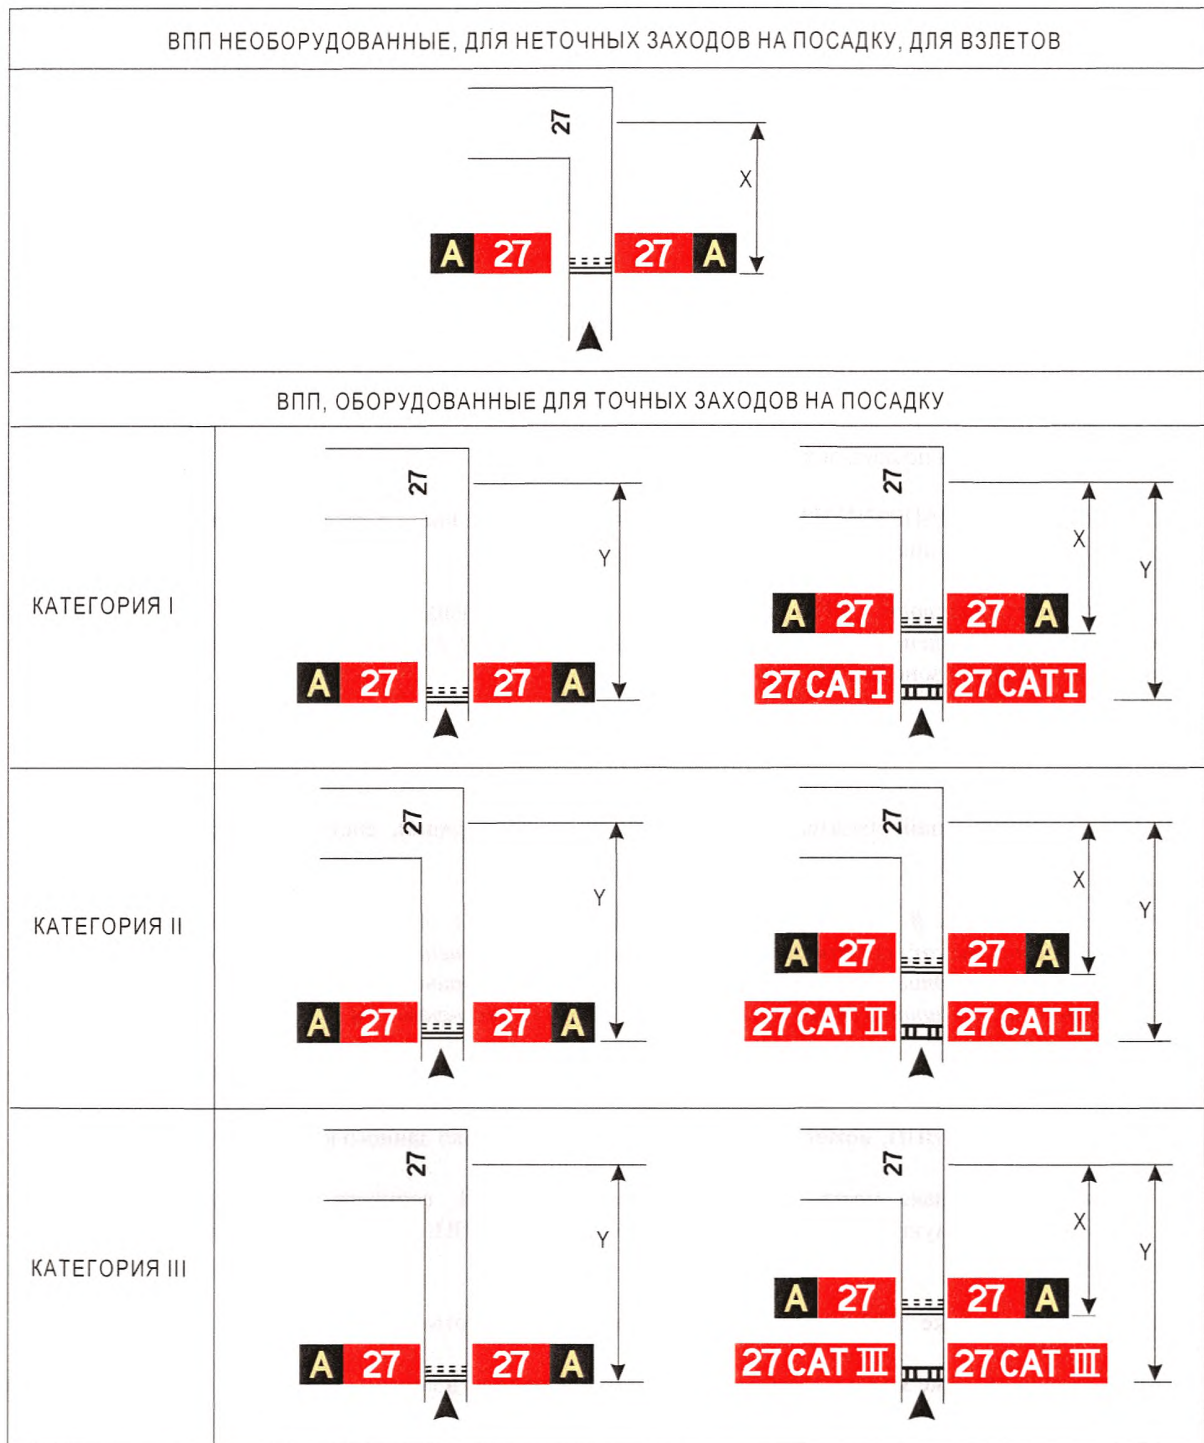 ВПП НЕОБОРУДОВАННЫЕ, ДЛЯ НЕТОЧНЫХ ЗАХОДОВ НА ПОСАДКУ, ДЛЯ ВЗЛЕТОВ
27
X
A 27 27 A
ВПП, ОБОРУДОВАННЫЕ ДЛЯ ТОЧНЫХ ЗАХОДОВ НА ПОСАДКУ
КАТЕГОРИЯ I
27
Y
A 27 27 A
27
X
Y
A 27 27 A
27 CAT I 27 CAT I
КАТЕГОРИЯ II
27
Y
A 27 27 A
27
X
Y
A 27 27 A
27 CAT II 27 CAT II
КАТЕГОРИЯ III
27
Y
A 27 27 A
27
X
Y
A 27 27 A
27 CAT III 27 CAT III